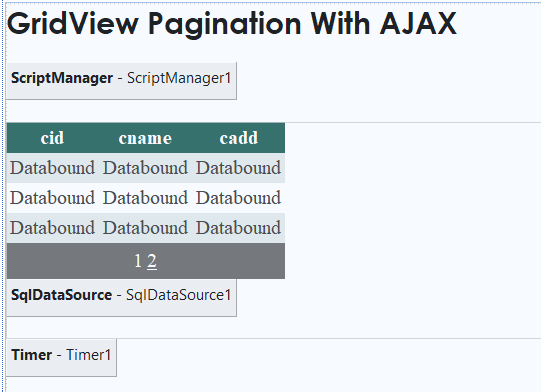 GridView Pagination With AJAX
ScriptManager - ScriptManager1
cid cname cadd
Databound Databound Databound
Databound Databound Databound
Databound Databound Databound
1 2
SqlDataSource - SqlDataSource1
Timer - Timer1